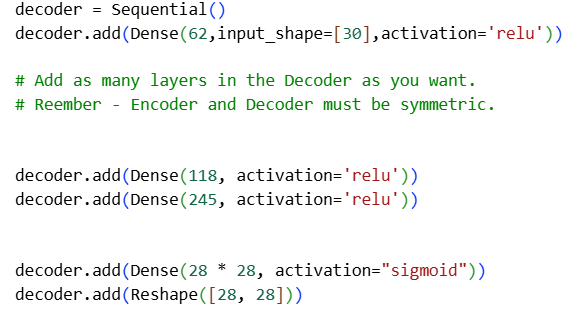 decoder = Sequential()
decoder.add(Dense(62,input_shape=[30],activation='relu'))
# Add as many layers in the Decoder as you want.
# Reember - Encoder and Decoder must be symmetric.
decoder.add(Dense(118, activation='relu'))
decoder.add(Dense(245, activation='relu'))
decoder.add(Dense(28 * 28, activation="sigmoid"))
decoder.add(Reshape([28, 28]))